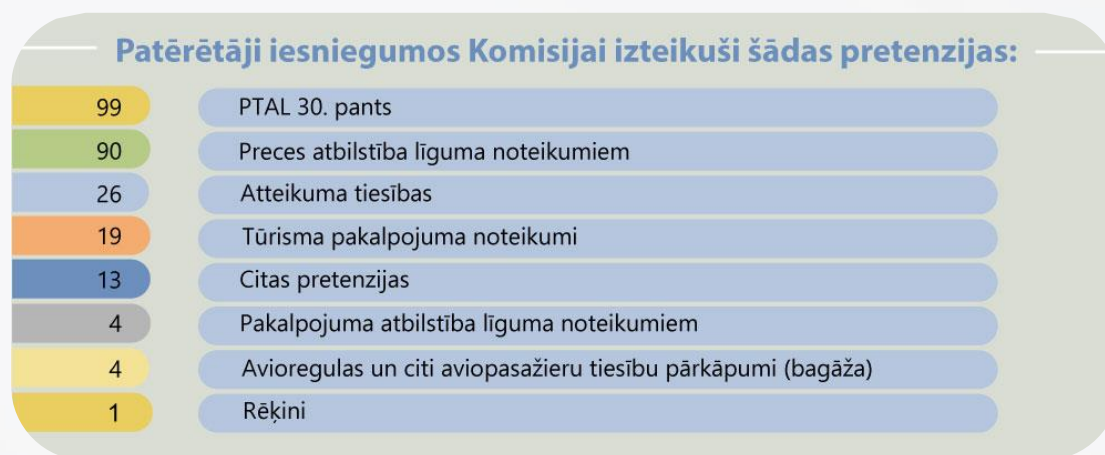 Patērētāji iesniegumos Komisijai izteikuši šādas pretenzijas:
99 PTAL 30. pants
90 Preces atbilstība līguma noteikumiem
26 Atteikuma tiesības
19 Tūrisma pakalpojuma noteikumi
13 Citas pretenzijas
4 Pakalpojuma atbilstība līguma noteikumiem
4 Avioregulas un citi aviopasažieru tiesību pārkāpumi (bagāža)
1 Rēķini